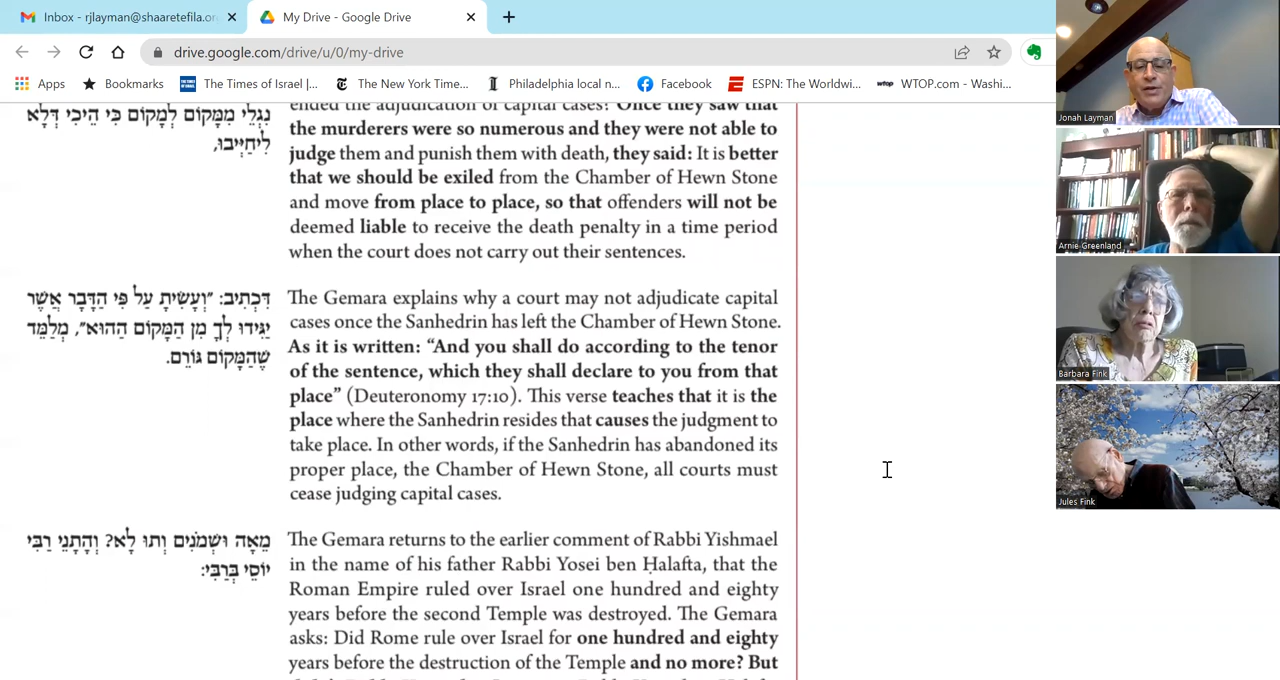 Inbox - rjlayman@shaaretefila.or
My Drive - Google Drive
drive.google.com/drive/u/0/my-drive
Apps
Bookmarks
The Times of Israel |...
The New York Time...
Philadelphia local n...
Facebook
ESPN: The Worldwi...
WTOP.com - Washi...
נִגְלֵי מִמָּקוֹם לְמָקוֹם כִּי הֵיכִי דְּלָא
לִיחַיְּיבוּ,
the adjudication of capital cases? Once they saw that
the murderers were so numerous and they were not able to
judge them and punish them with death, they said: It is better
that we should be exiled from the Chamber of Hewn Stone
and move from place to place, so that offenders will not be
deemed liable to receive the death penalty in a time period
when the court does not carry out their sentences.
דִּכְתִיב: ״וְעָשִׂיתָ עַל פִּי הַדָּבָר אֲשֶׁר
יַגִּידוּ לְךָ מִן הַמָּקוֹם הַהוּא״, מְלַמֵּד
שֶׁהַמָּקוֹם גּוֹרֵם.
The Gemara explains why a court may not adjudicate capital
cases once the Sanhedrin has left the Chamber of Hewn Stone.
As it is written: “And you shall do according to the tenor
of the sentence, which they shall declare to you from that
place” (Deuteronomy 17:10). This verse teaches that it is the
place where the Sanhedrin resides that causes the judgment to
take place. In other words, if the Sanhedrin has abandoned its
proper place, the Chamber of Hewn Stone, all courts must
cease judging capital cases.
מֵאָה וּשְׁמֹנִים וְתוּ לָא? וְהָתָנֵי רַבִּי
יוֹסֵי בְּרַבִּי:
The Gemara returns to the earlier comment of Rabbi Yishmael
in the name of his father Rabbi Yosei ben Ḥalafta, that the
Roman Empire ruled over Israel one hundred and eighty
years before the second Temple was destroyed. The Gemara
asks: Did Rome rule over Israel for one hundred and eighty
years before the destruction of the Temple and no more? But
Jonah Layman
Arnie Greenland
Barbara Fink
Jules Fink